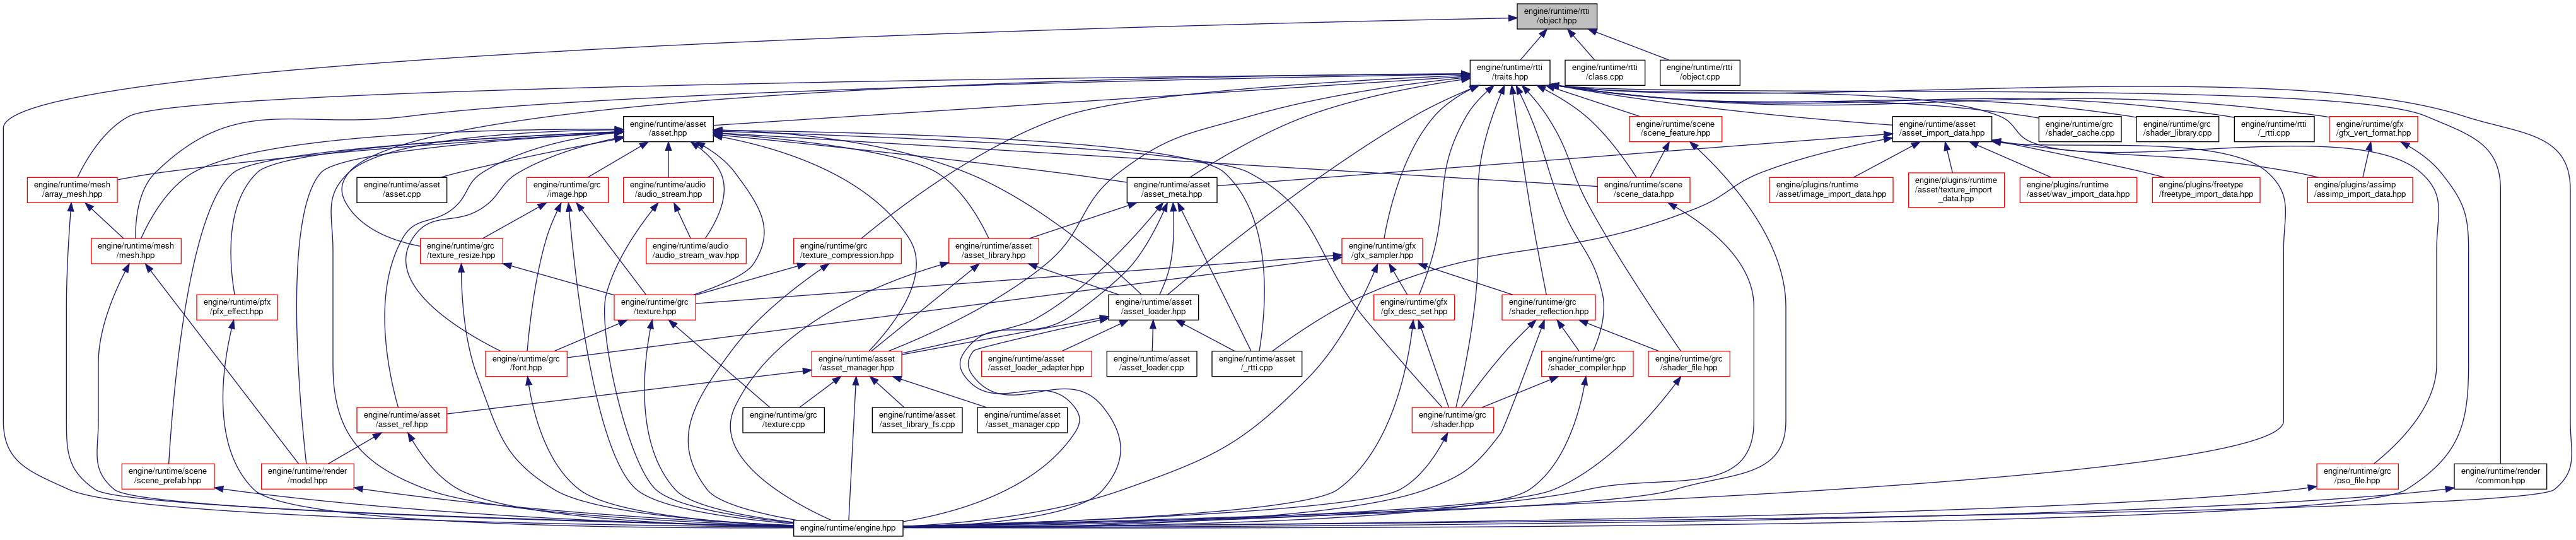 engine/runtime/rtti
/object.hpp
engine/runtime/rtti
/traits.hpp
engine/runtime/rtti
/class.cpp
engine/runtime/rtti
/object.cpp
engine/runtime/asset
/asset.hpp
engine/runtime/scene
/scene_feature.hpp
engine/runtime/asset
/asset_import_data.hpp
engine/runtime/grc
/shader_cache.cpp
engine/runtime/grc
/shader_library.cpp
engine/runtime/rtti
/_rtti.cpp
engine/runtime/gfx
/gfx_vert_format.hpp
engine/runtime/mesh
/array_mesh.hpp
engine/runtime/asset
/asset.cpp
engine/runtime/grc
/image.hpp
engine/runtime/audio
/audio_stream.hpp
engine/runtime/asset
/asset_meta.hpp
engine/runtime/scene
/scene_data.hpp
engine/plugins/runtime
/asset/image_import_data.hpp
engine/plugins/runtime
/asset/texture_import
_data.hpp
engine/plugins/runtime
/asset/wav_import_data.hpp
engine/plugins/freetype
/freetype_import_data.hpp
engine/plugins/assimp
/assimp_import_data.hpp
engine/runtime/mesh
/mesh.hpp
engine/runtime/grc
/texture_resize.hpp
engine/runtime/audio
/audio_stream_wav.hpp
engine/runtime/grc
/texture_compression.hpp
engine/runtime/asset
/asset_library.hpp
engine/runtime/gfx
/gfx_sampler.hpp
engine/runtime/pfx
/pfx_effect.hpp
engine/runtime/grc
/texture.hpp
engine/runtime/asset
/asset_loader.hpp
engine/runtime/gfx
/gfx_desc_set.hpp
engine/runtime/grc
/shader_reflection.hpp
engine/runtime/grc
/font.hpp
engine/runtime/asset
/asset_manager.hpp
engine/runtime/asset
/asset_loader_adapter.hpp
engine/runtime/asset
/asset_loader.cpp
engine/runtime/asset
/_rtti.cpp
engine/runtime/grc
/shader_compiler.hpp
engine/runtime/grc
/shader_file.hpp
engine/runtime/asset
/asset_ref.hpp
engine/runtime/grc
/texture.cpp
engine/runtime/asset
/asset_library_fs.cpp
engine/runtime/asset
/asset_manager.cpp
engine/runtime/grc
/shader.hpp
engine/runtime/scene
/scene_prefab.hpp
engine/runtime/render
/model.hpp
engine/runtime/grc
/pso_file.hpp
engine/runtime/render
/common.hpp
engine/runtime/engine.hpp